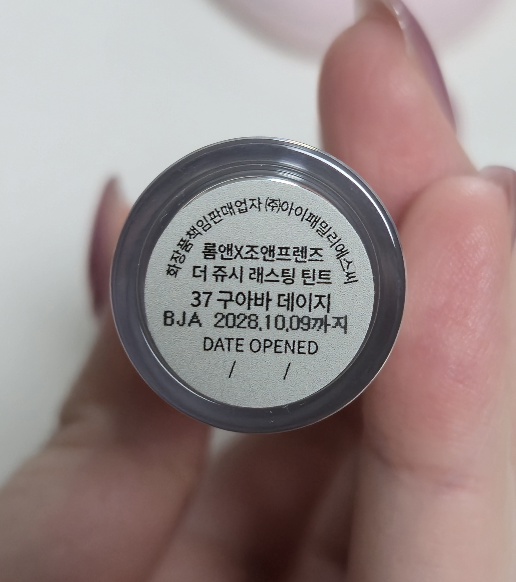 화장품책임판매업자 ㈜아이패밀리에스씨
롬앤X조앤프렌즈
더 쥬시 래스팅 틴트
37 구아바 데이지
BJA 2028.10.09까지
DATE OPENED
/ /